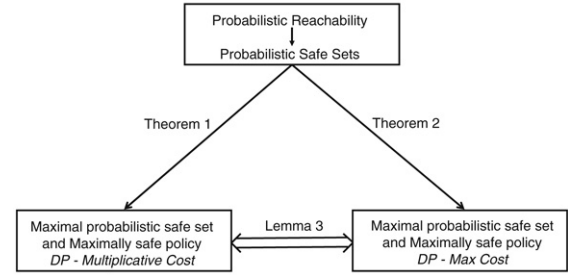 Probabilistic Reachability
Probabilistic Safe Sets
Theorem 1
Theorem 2
Maximal probabilistic safe set
and Maximally safe policy
DP - Multiplicative Cost
Lemma 3
Maximal probabilistic safe set
and Maximally safe policy
DP - Max Cost